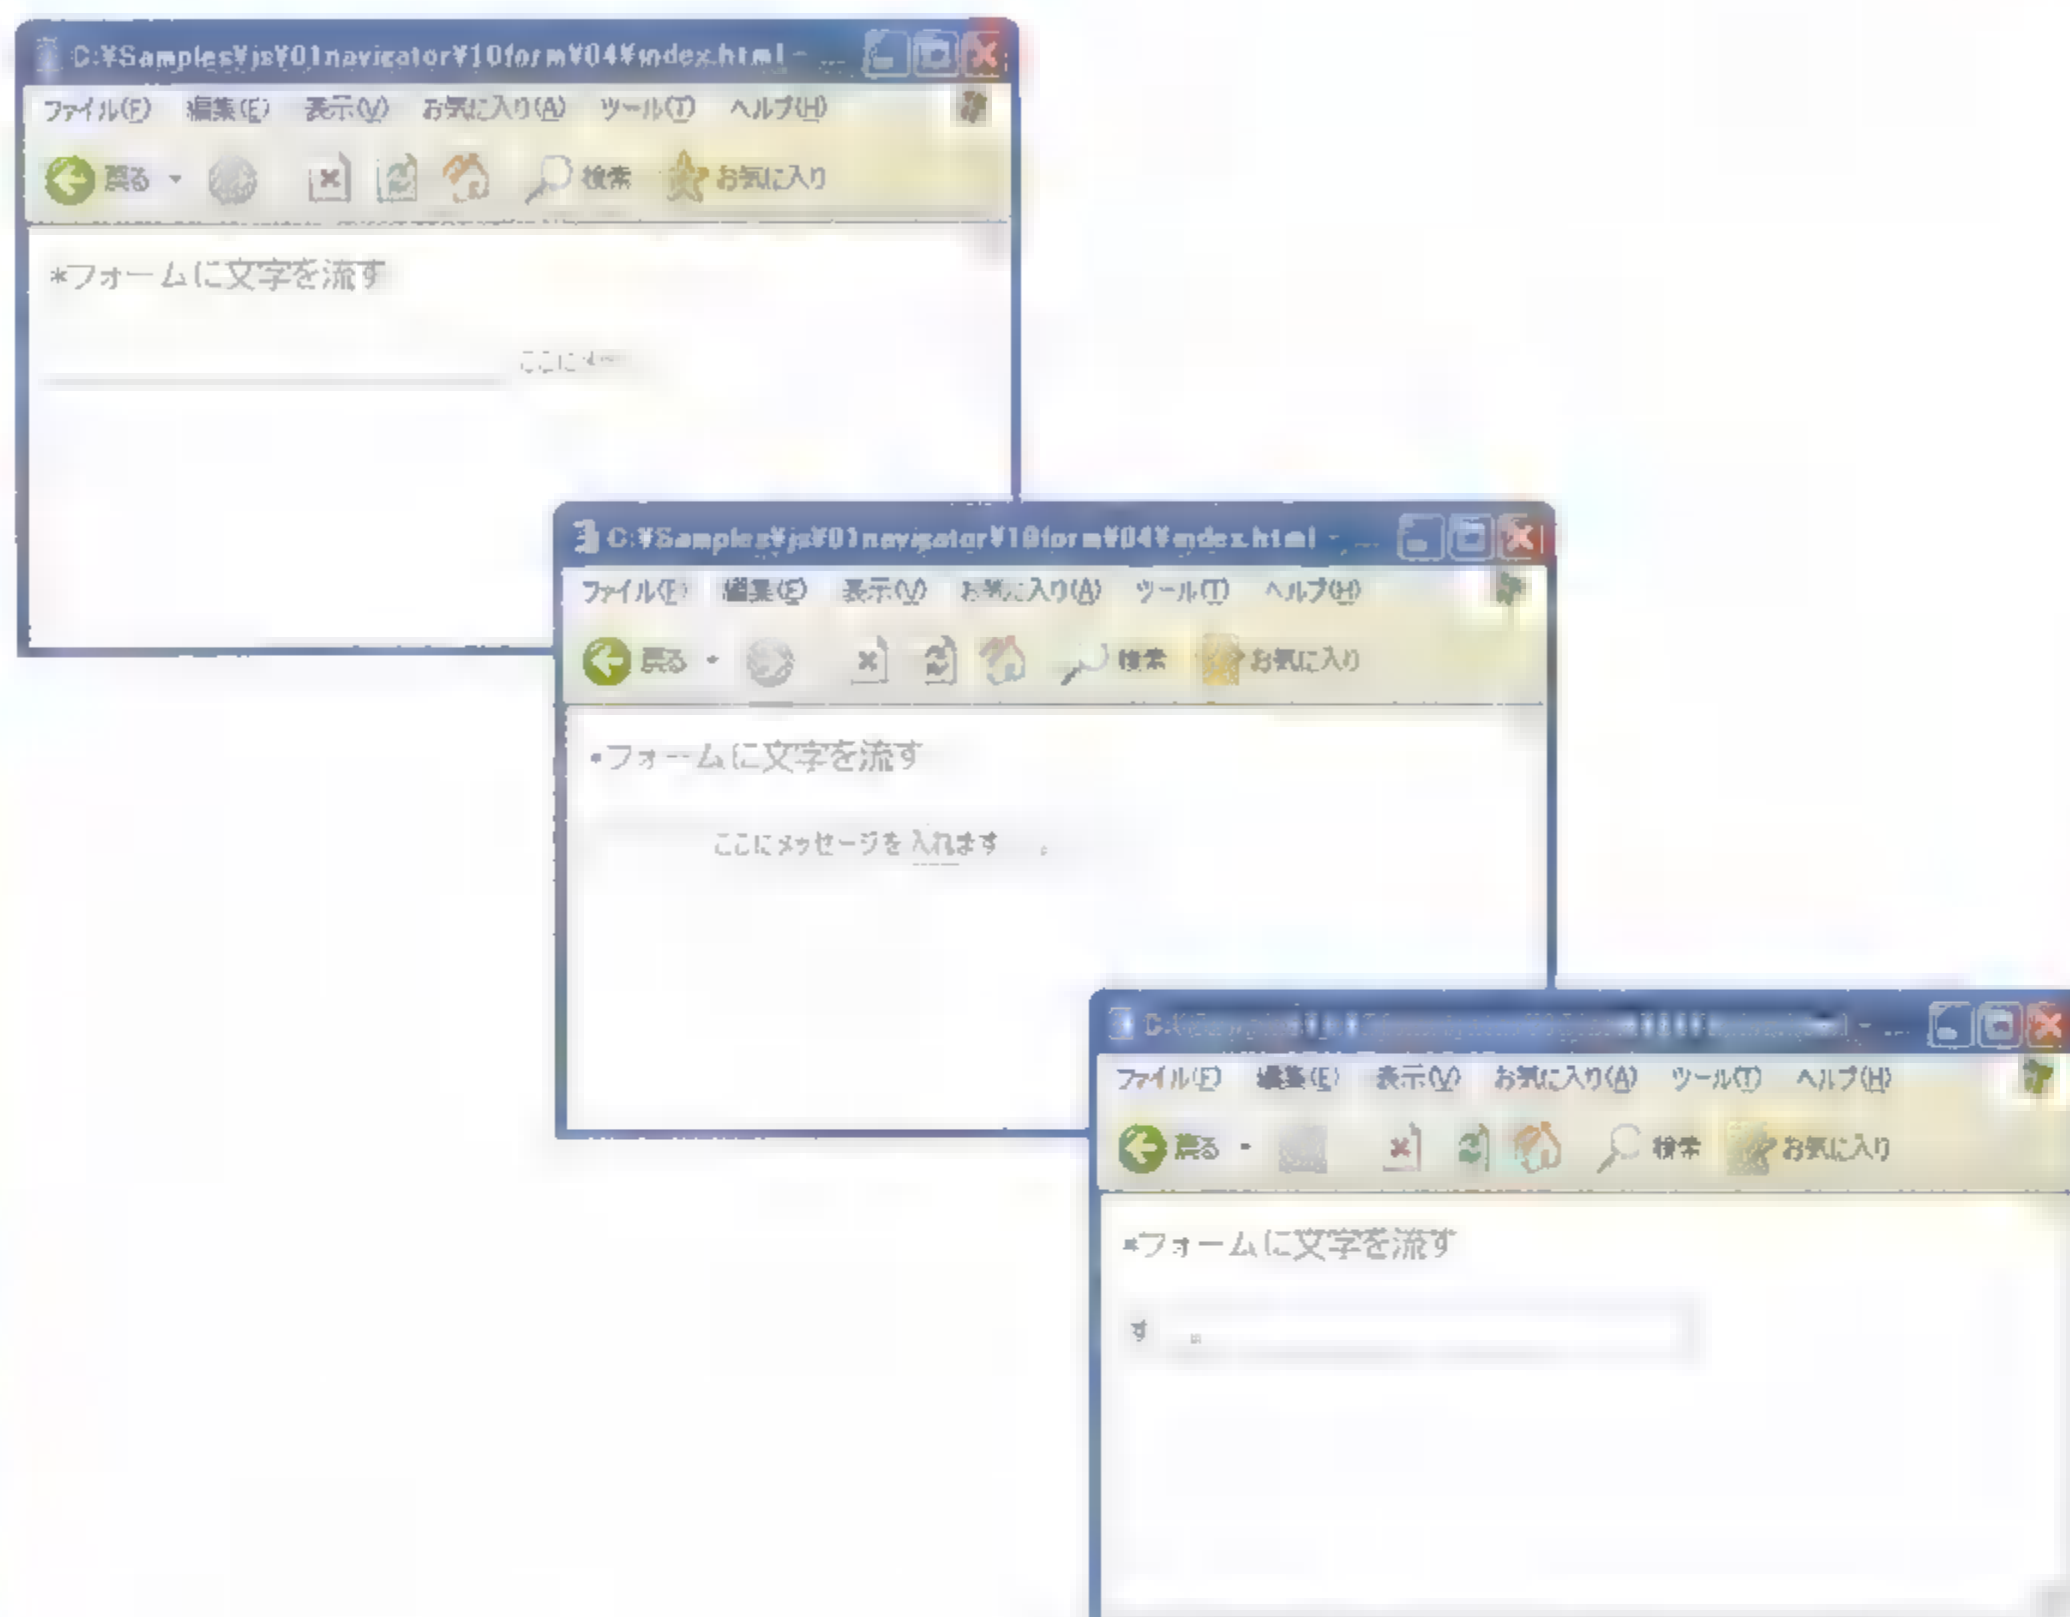 C:¥Samples¥js¥01navigator¥10form¥04¥index.html - ...
ファイル(F) 編集(E) 表示(V) お気に入り(A) ツール(T) ヘルプ(H)
戻る 検索 お気に入り
*フォームに文字を流す
ここに
C:¥Samples¥js¥01navigator¥10form¥04¥index.html - ...
ファイル(F) 編集(E) 表示(V) お気に入り(A) ツール(T) ヘルプ(H)
戻る 検索 お気に入り
*フォームに文字を流す
ここにメッセージを入れます 。
ファイル(F) 編集(E) 表示(V) お気に入り(A) ツール(T) ヘルプ(H)
戻る 検索 お気に入り
*フォームに文字を流す
す 。